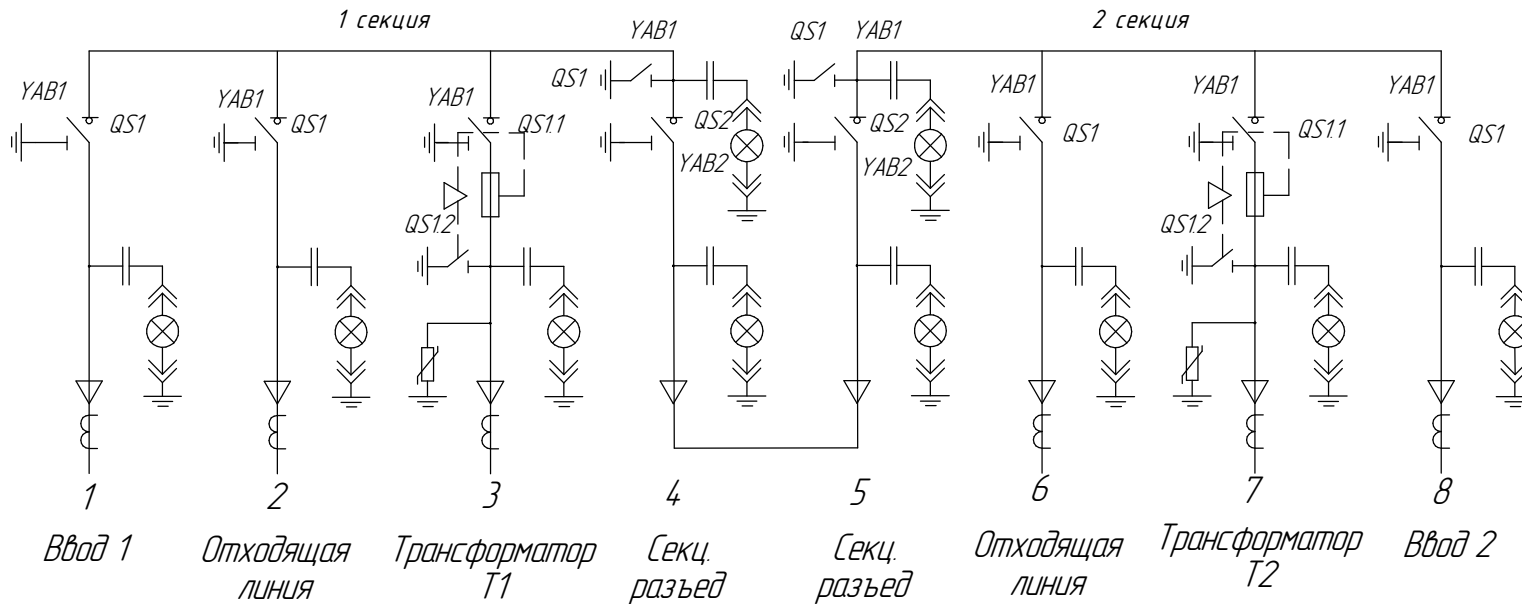 1 секция
2 секция
YAB1
YAB1
YAB1
YAB1
QS1
YAB1
QS1
YAB1
YAB1
YAB1
QS1
QS1
QS1.1
QS2
YAB2
QS2
YAB2
QS1
QS1.1
QS1
QS1.2
QS1.2
1
2
3
4
5
6
7
8
Ввод 1
Отходящая
линия
Трансформатор
Т1
Секц.
разъед
Секц.
разъед
Отходящая
линия
Трансформатор
Т2
Ввод 2